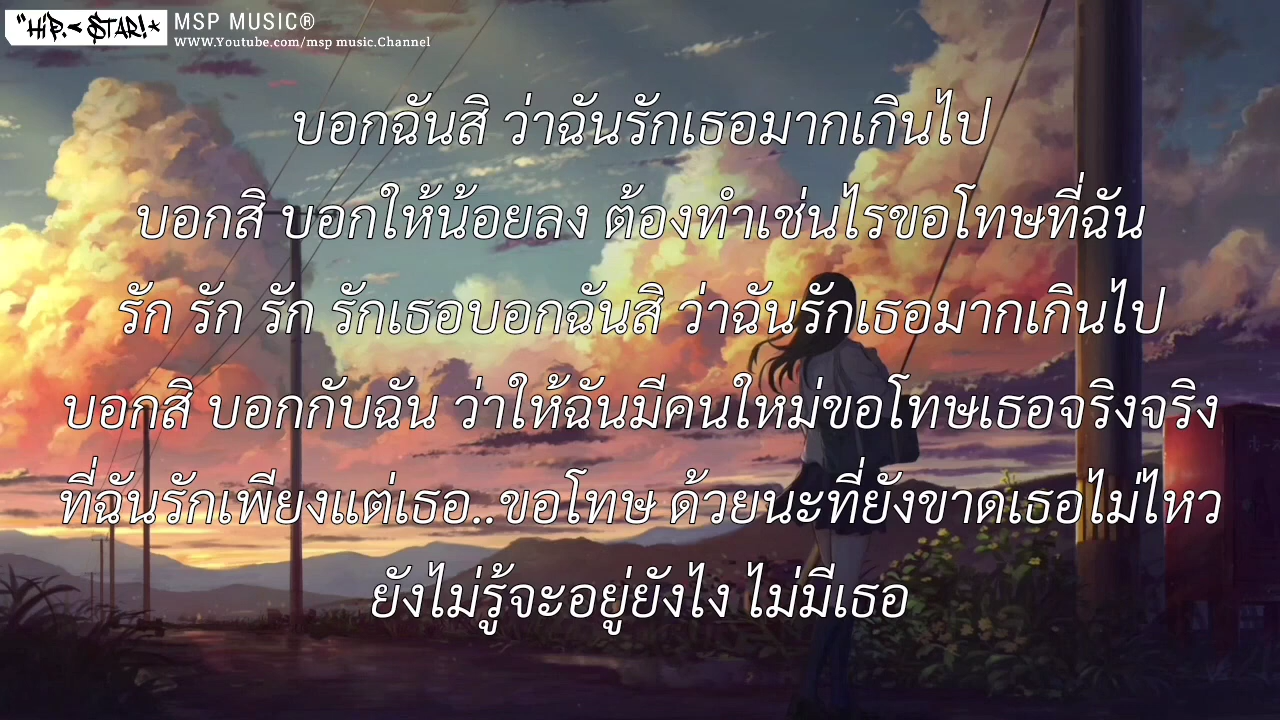 "HiP. < $TAR! ★
MSP MUSIC®
WWW.Youtube.com/msp music.Channel
บอกฉันสิ ว่าฉันรักเธอมากเกินไป
บอกสิ บอกให้น้อยลง ต้องทำเช่นไรขอโทษที่ฉัน
รัก รัก รัก รักเธอบอกฉันสิ ว่าฉันรักเธอมากเกินไป
บอกสิ บอกกับฉัน ว่าให้ฉันมีคนใหม่ขอโทษเธอจริงจริง
ที่ฉันรักเพียงแต่เธอ..ขอโทษ ด้วยนะที่ยังขาดเธอไม่ไหว
ยังไม่รู้จะอยู่ยังไง ไม่มีเธอ